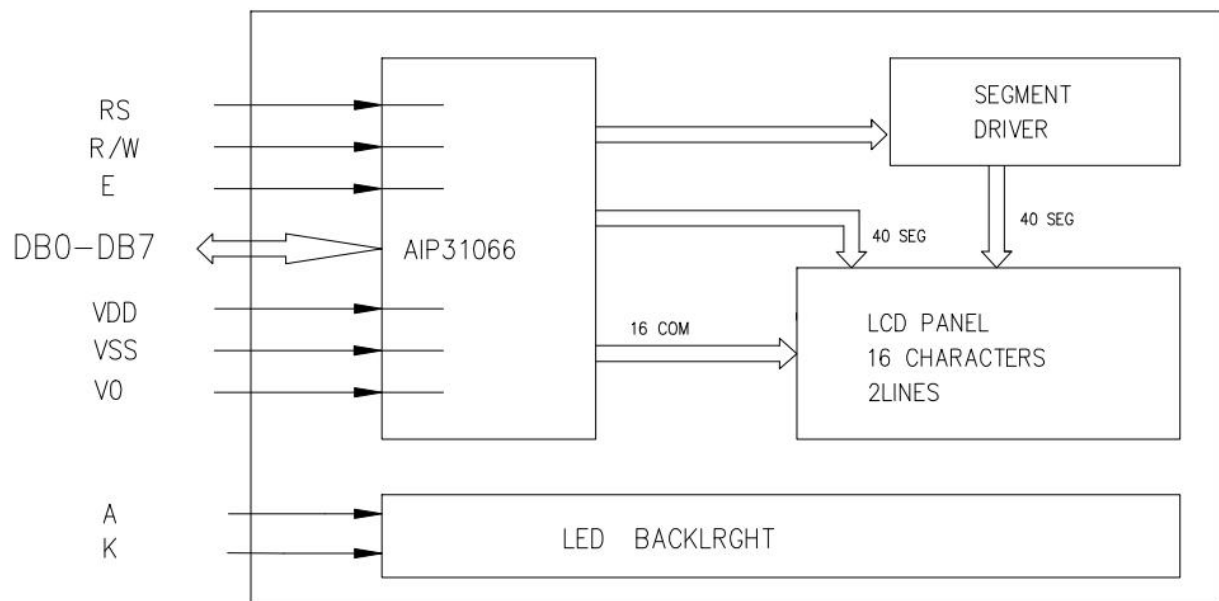 RS
R/W
E
DB0-DB7
VDD
VSS
V0
A
K
AIP31066
SEGMENT
DRIVER
40 SEG
40 SEG
16 COM
LCD PANEL
16 CHARACTERS
2LINES
LED BACKLRGHT